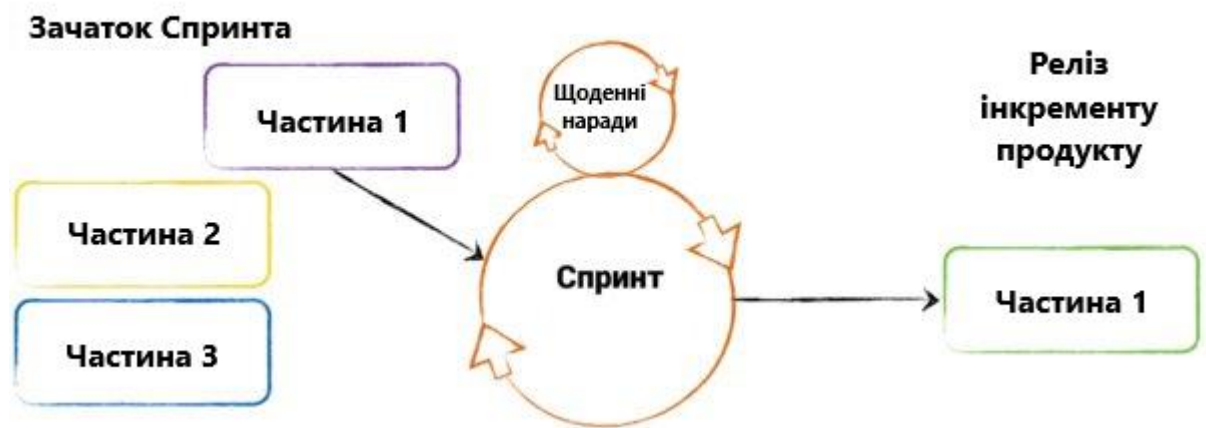 Зачаток Спринта
Частина 1
Частина 2
Частина 3
Щоденні
наради
Спринт
Реліз
інкременту
продукту
Частина 1